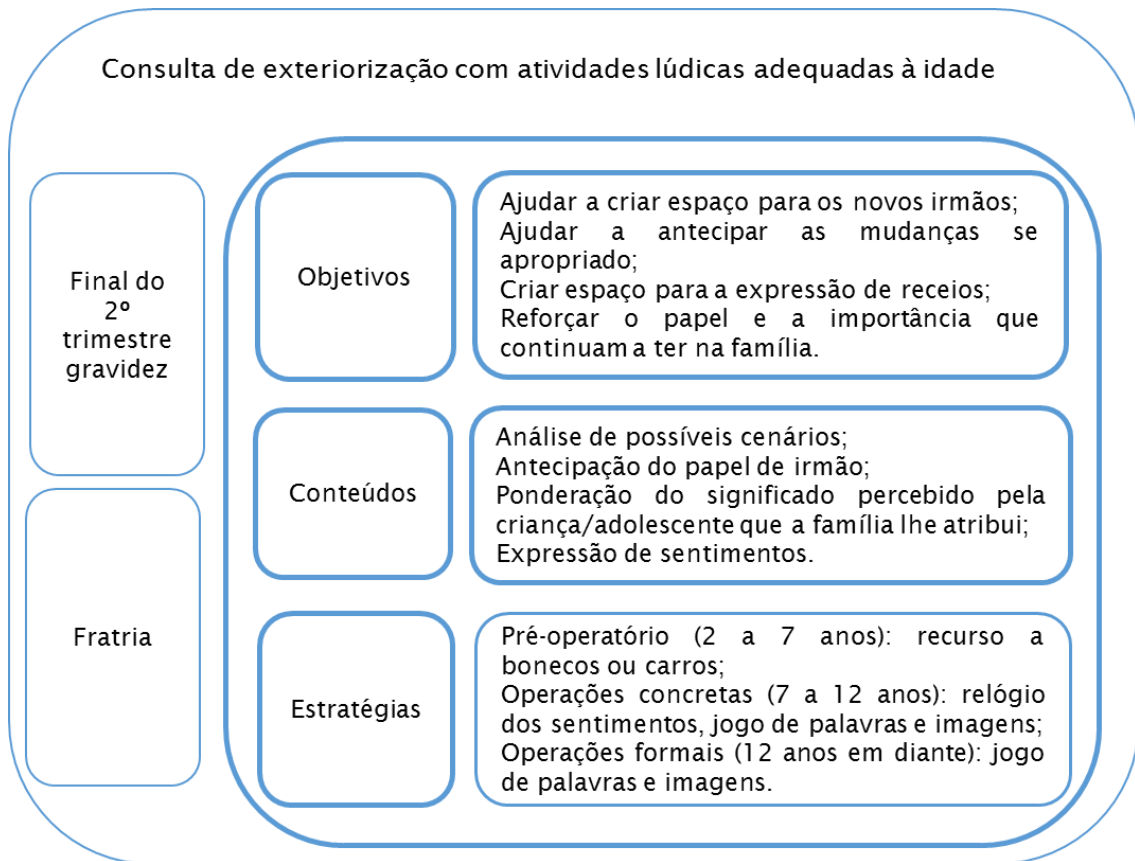 Consulta de exteriorização com atividades lúdicas adequadas à idade
Final do
2º
trimestre
gravidez
Fratria
Objetivos
Ajudar a criar espaço para os novos irmãos;
Ajudar a antecipar as mudanças se
apropriado;
Criar espaço para a expressão de receios;
Reforçar o papel e a importância que
continuam a ter na família.
Conteúdos
Análise de possíveis cenários;
Antecipação do papel de irmão;
Ponderação do significado percebido pela
criança/adolescente que a família lhe atribui;
Expressão de sentimentos.
Estratégias
Pré-operatório (2 a 7 anos): recurso a
bonecos ou carros;
Operações concretas (7 a 12 anos): relógio
dos sentimentos, jogo de palavras e imagens;
Operações formais (12 anos em diante): jogo
de palavras e imagens.